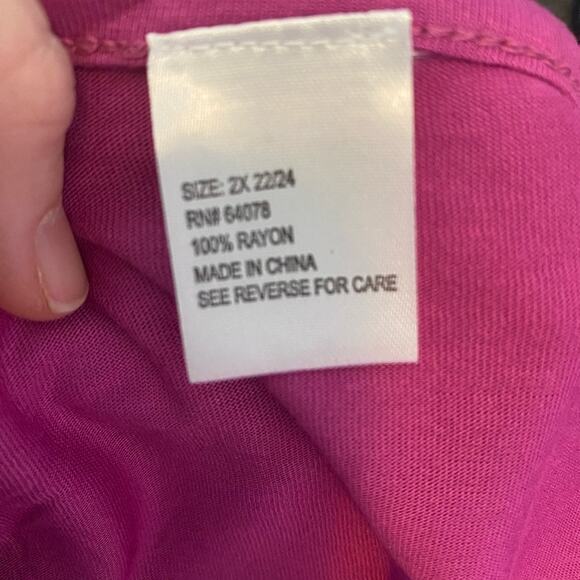 SIZE: 2X 22/24
RN# 64078
100% RAYON
MADE IN CHINA
SEE REVERSE FOR CARE